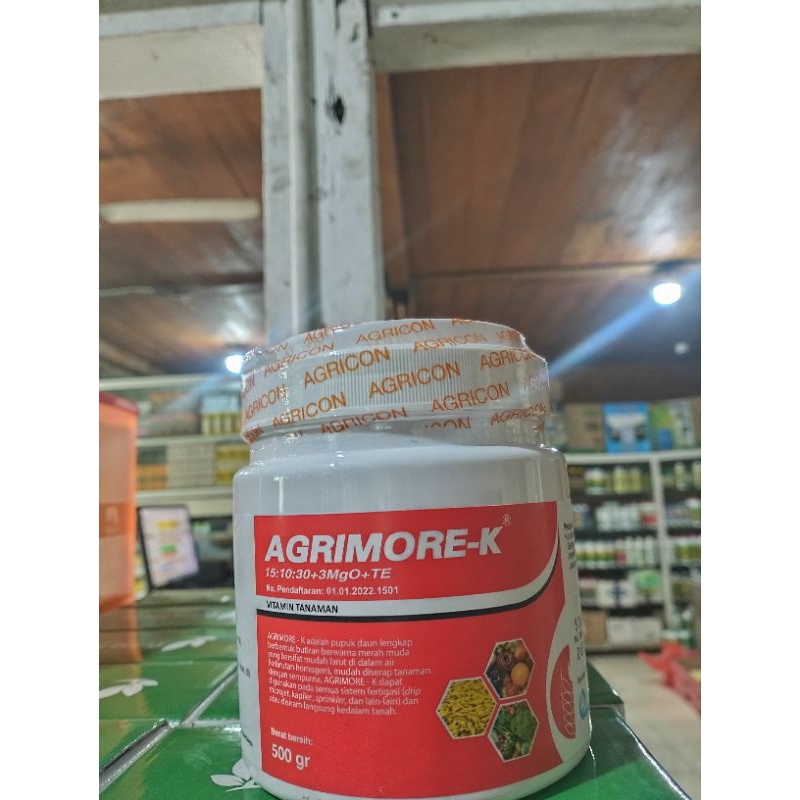 AGRICON
AGRICON AGRICON AGRICON
AGRICON AGRICON
AGRIMORE-K®
15:10:30+3MgO+TE
No. Pendaftaran: 01.01.2022.1501
VITAMIN TANAMAN
AGRIMORE - K adalah pupuk daun lengkap
berbentuk butiran berwarna merah muda
yang bersifat mudah larut di dalam air
(kelarutan homogen), mudah diserap tanaman
dengan sempurna. AGRIMORE - K dapat
digunakan pada semua sistem fertigasi (drip
microjet, kapiler, sprinkler, dan lain-lain) dan
atau disiram langsung kedalam tanah.
Berat bersih:
500 gr